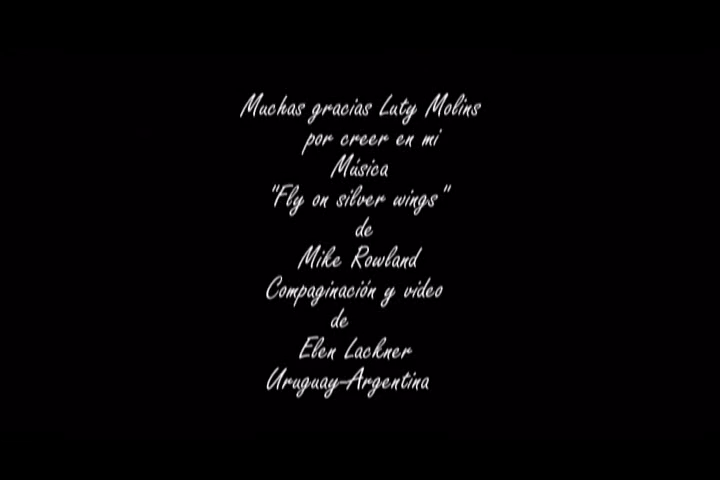 Muchas gracias Luty Molins
por creer en mi
Música
"Fly on silver wings"
de
Mike Rowland
Compaginación y video
de
Elen Lackner
Uruguay-Argentina